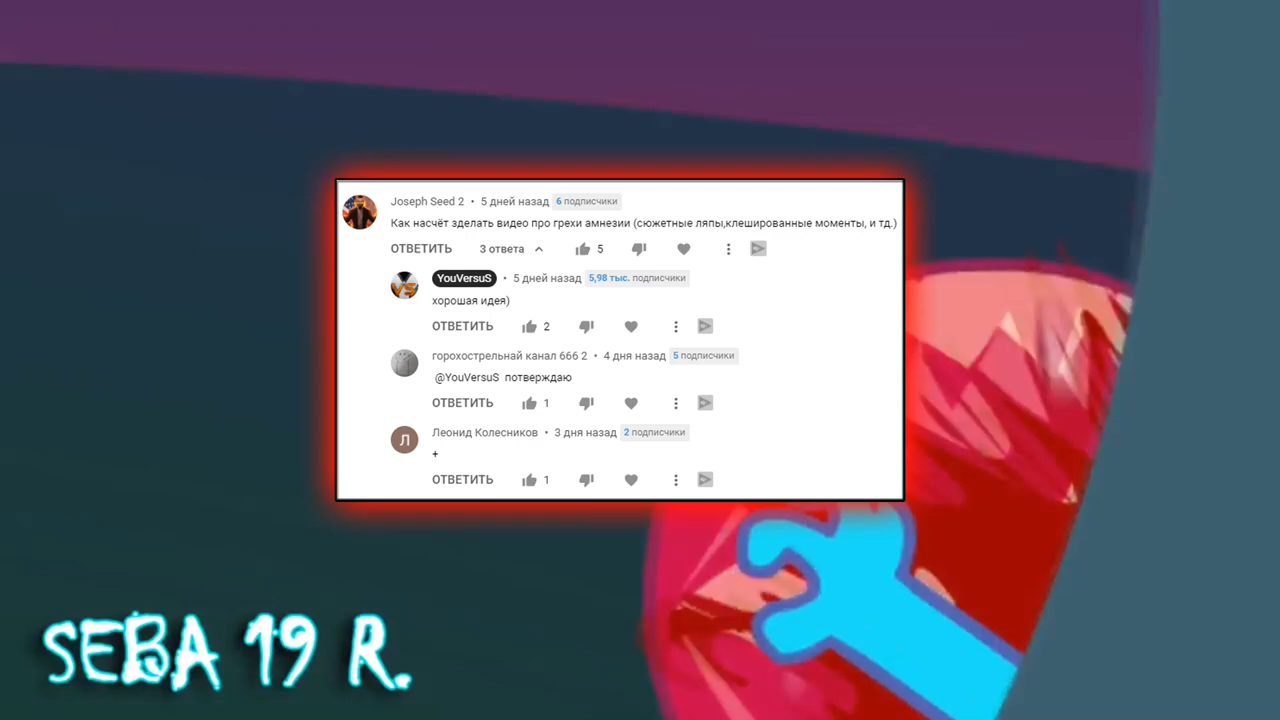 Joseph Seed 2 • 5 дней назад 6 подписчики
Как насчёт зделать видео про грехи амнезии (сюжетные ляпы,клешированные моменты, и тд.)
ОТВЕТИТЬ 3 ответа 5
YouVersuS • 5 дней назад 5,98 тыс. подписчики
хорошая идея)
ОТВЕТИТЬ 2
горохострельнай канал 666 2 • 4 дня назад 5 подписчики
@YouVersuS потверждаю
ОТВЕТИТЬ 1
Л
Леонид Колесников • 3 дня назад 2 подписчики
+
ОТВЕТИТЬ 1
SEBA 19 R.